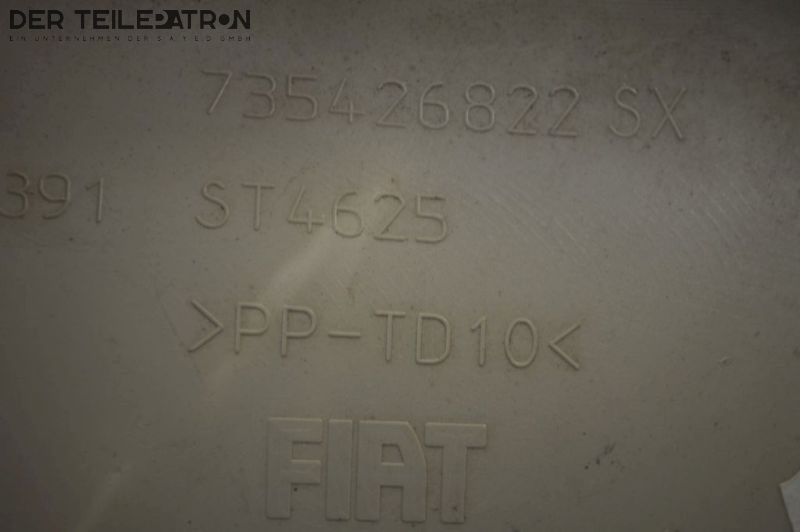 DER TEILEPATRON
EIN UNTERNEHMEN DER S.A.Y.E.D GMBH
735426822 SX
391 ST4625
>PP-TD10<
FIAT